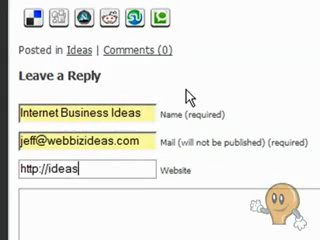 Posted in Ideas | Comments (0)
Leave a Reply
Internet Business Ideas Name (required)
jeff@webbizideas.com Mail (will not be published) (required)
http://ideas Website